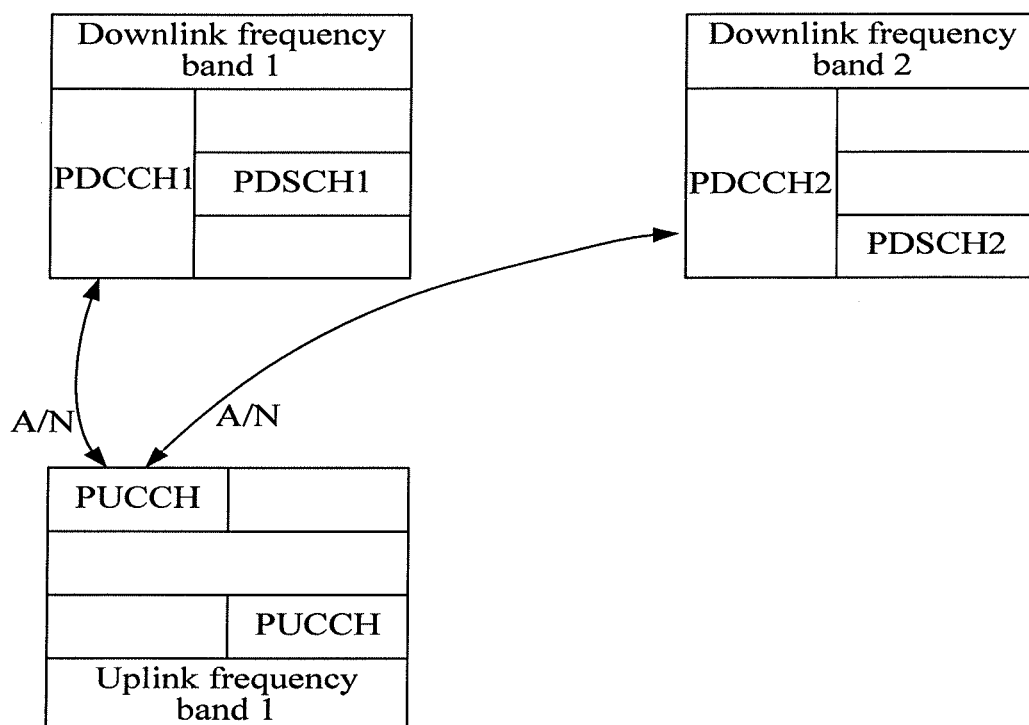 Downlink frequency
band 1
Downlink frequency
band 2
PDCCH1
PDSCH1
PDCCH2
PDSCH2
A/N
A/N
PUCCH
PUCCH
Uplink frequency
band 1